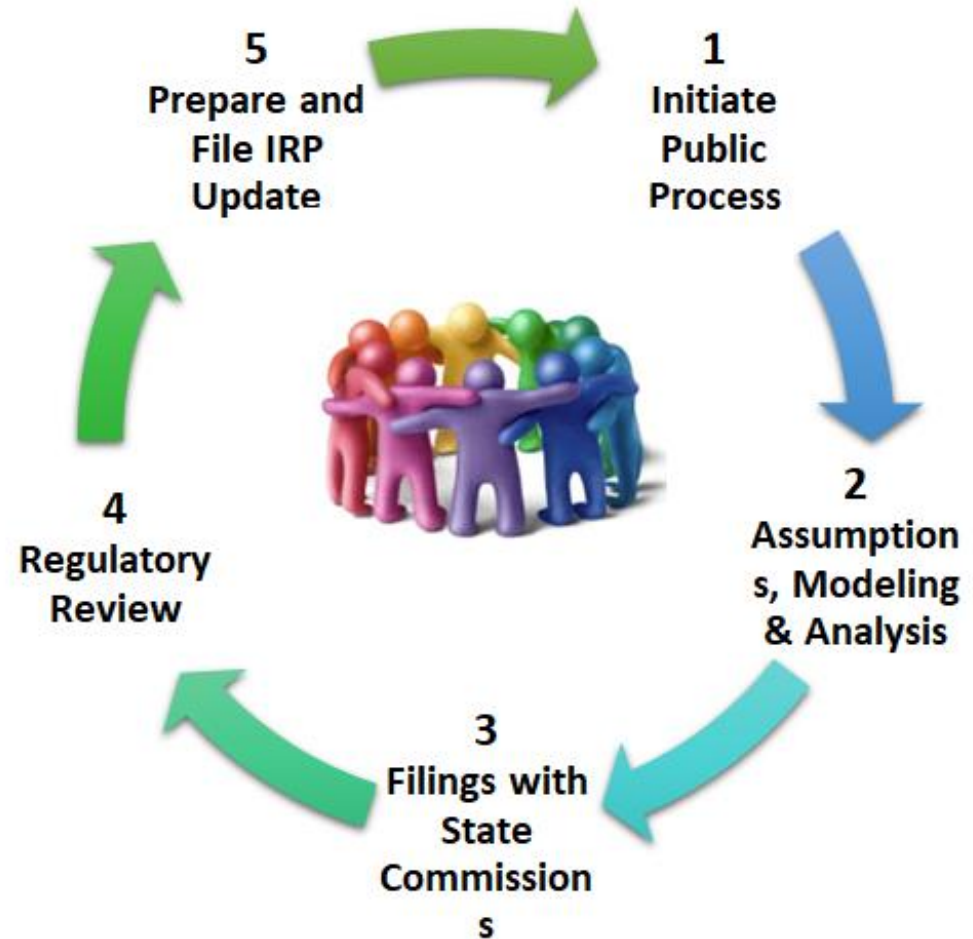 1
Initiate
Public
Process
2
Assumption
s, Modeling
& Analysis
3
Filings with
State
Commission
s
4
Regulatory
Review
5
Prepare and
File IRP
Update